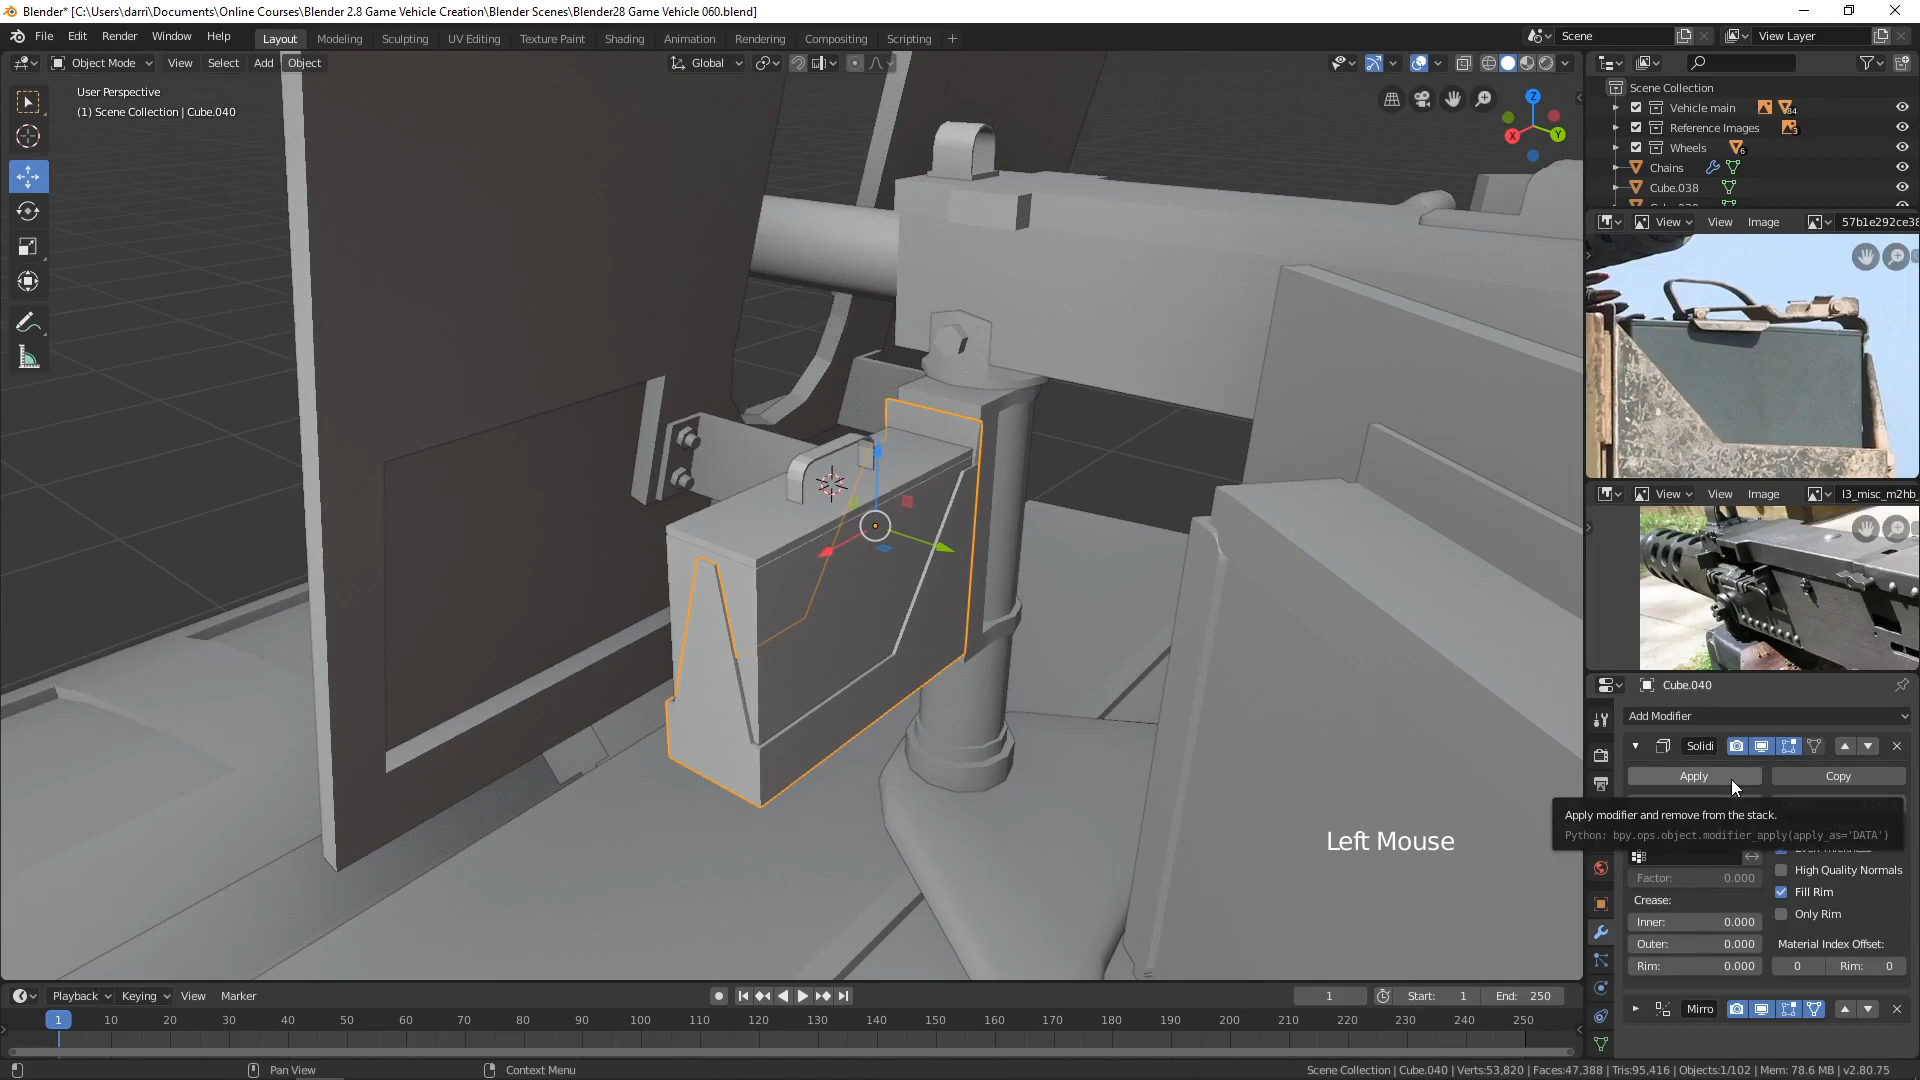 Blender* [C:\Users\darri\Documents\Online Courses\Blender 2.8 Game Vehicle Creation\Blender Scenes\Blender28 Game Vehicle 060.blend]
File Edit Render Window Help
Layout Modeling Sculpting UV Editing Texture Paint Shading Animation Rendering Compositing Scripting +
Scene View Layer
Object Mode View Select Add Object Global
User Perspective
(1) Scene Collection | Cube.040
Z
X
Y
Scene Collection
Vehicle main 84
Reference Images 3
Wheels 6
Chains
Cube.038
View View Image 57b1e292ce38
View View Image l3_misc_m2hb_
Cube.040
Add Modifier
Solidi
Apply Copy
Apply modifier and remove from the stack.
Python: bpy.ops.object.modifier_apply(apply_as='DATA')
High Quality Normals
Factor: 0.000
Fill Rim
Crease:
Only Rim
Inner: 0.000
Outer: 0.000 Material Index Offset:
Rim: 0.000 0 Rim: 0
Mirro
Left Mouse
Playback Keying View Marker
1 Start: 1 End: 250
1 10 20 30 40 50 60 70 80 90 100 110 120 130 140 150 160 170 180 190 200 210 220 230 240 250
Pan View Context Menu
Scene Collection | Cube.040 | Verts:53,820 | Faces:47,388 | Tris:95,416 | Objects:1/102 | Mem: 78.6 MB | v2.80.75